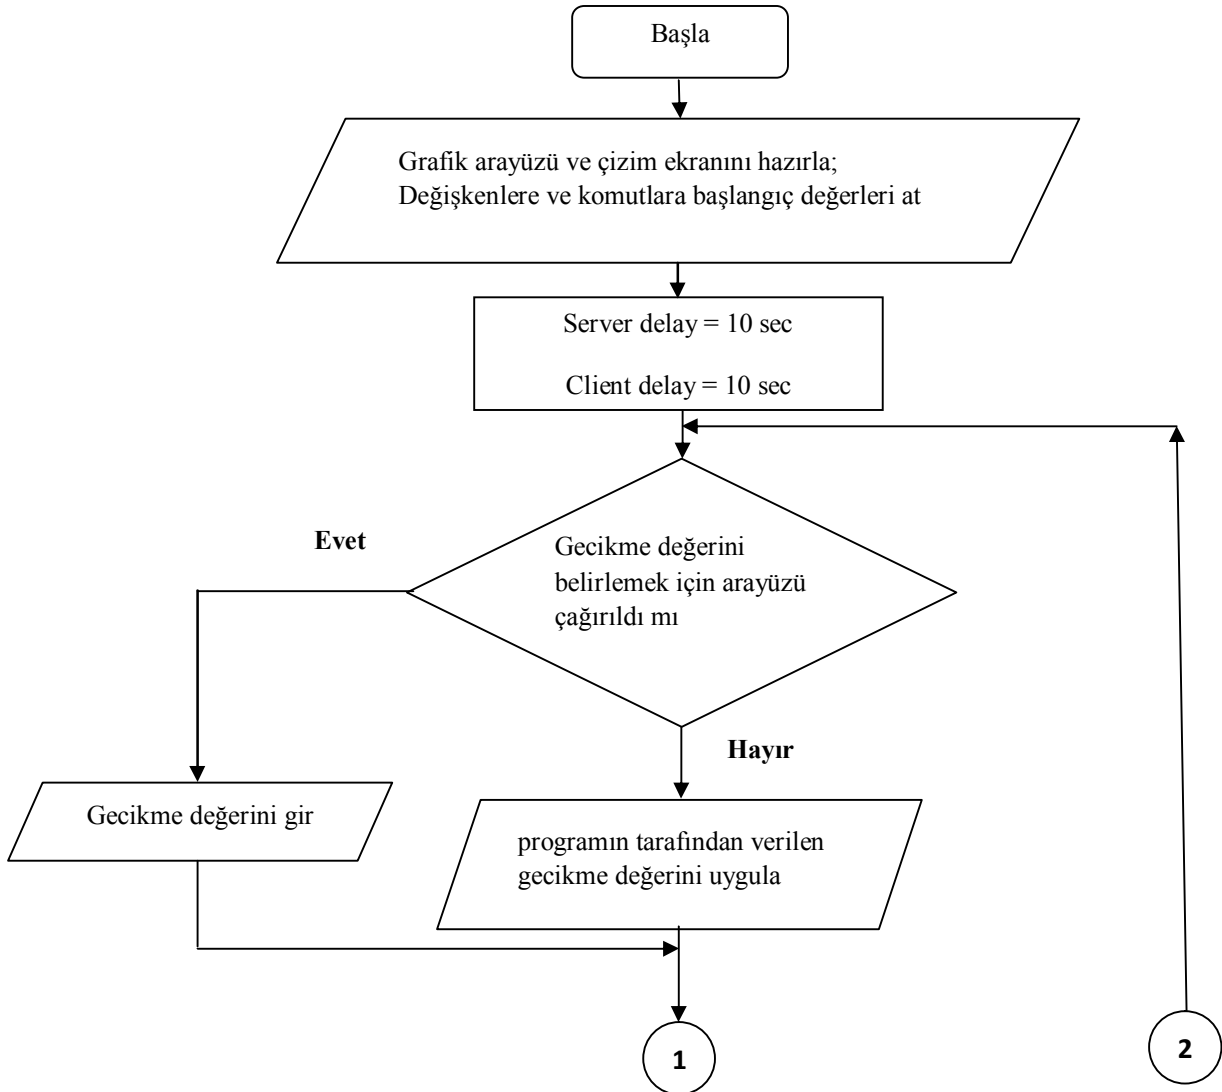 Başla
Grafik arayüzü ve çizim ekranını hazırla;
Değişkenlere ve komutlara başlangıç değerleri at
Server delay = 10 sec
Client delay = 10 sec
Evet
Gecikme değerini
belirlemek için arayüzü
çağırıldı mı
Hayır
Gecikme değerini gir
programın tarafından verilen
gecikme değerini uygula
1
2